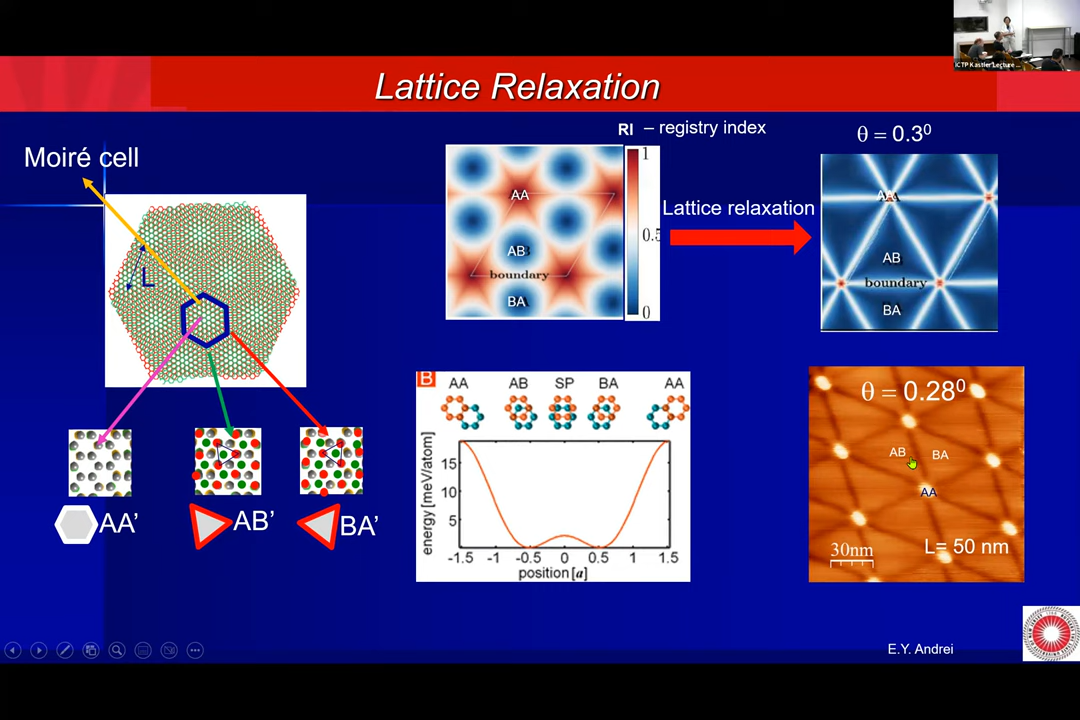 ICTP Kastler Lecture ...
Lattice Relaxation
Moiré cell
L
AA’
AB’
BA’
RI – registry index
AA
AB
boundary
BA
1
0.5
0
Lattice relaxation
θ = 0.3⁰
AA
AB
boundary
BA
B
AA AB SP BA AA
energy [meV/atom]
15
10
5
-1.5 -1 -0.5 0 0.5 1 1.5
position [a]
θ = 0.28⁰
AB BA
AA
30nm
L= 50 nm
E.Y. Andrei